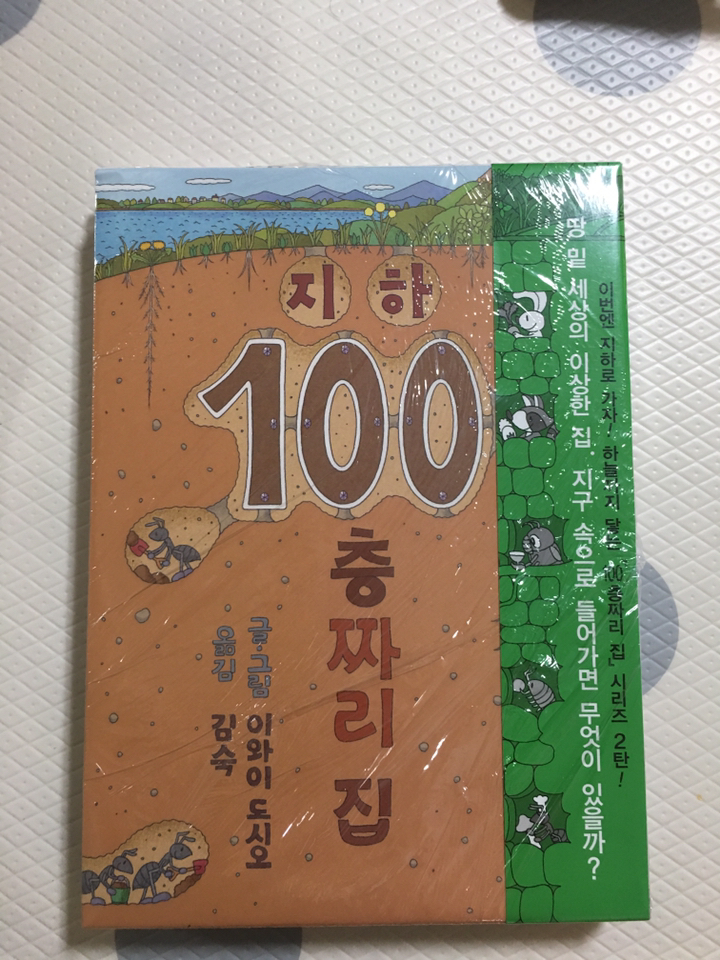 지하
100
층짜리 집
글·그림 이와이 도시오
옮김 김숙
이번엔 지하로 가자! 하늘까지 닿는 『100층짜리 집』 시리즈 2탄!
땅 밑 세상의 이상한 집. 지구 속으로 들어가면 무엇이 있을까?